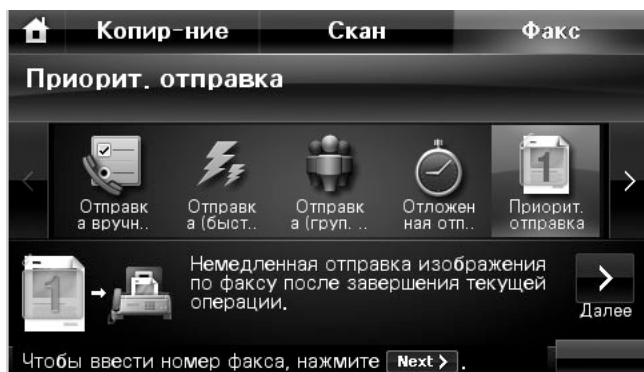 Копир-ние Скан Факс
Приорит. отправка
Отправк Отправк Отправк Отложен Приорит.
а вручн.. а (быст.. а (груп. .. ная отп.. отправка
Немедленная отправка изображения
по факсу после завершения текущей
операции.
Далее
Чтобы ввести номер факса, нажмите Next > .